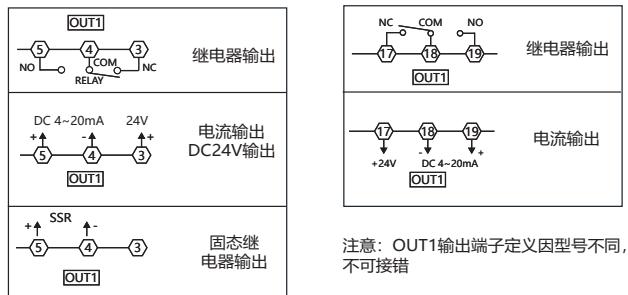 OUT1
5 4 3
NO COM NC
RELAY
继电器输出
DC 4~20mA 24V
+ - +
5 4 3
OUT1
电流输出
DC24V输出
SSR
+ -
5 4 3
OUT1
固态继
电器输出
NC COM NO
17 18 19
OUT1
继电器输出
17 18 19
- +
+24V DC 4~20mA
OUT1
电流输出
注意：OUT1输出端子定义因型号不同，
不可接错